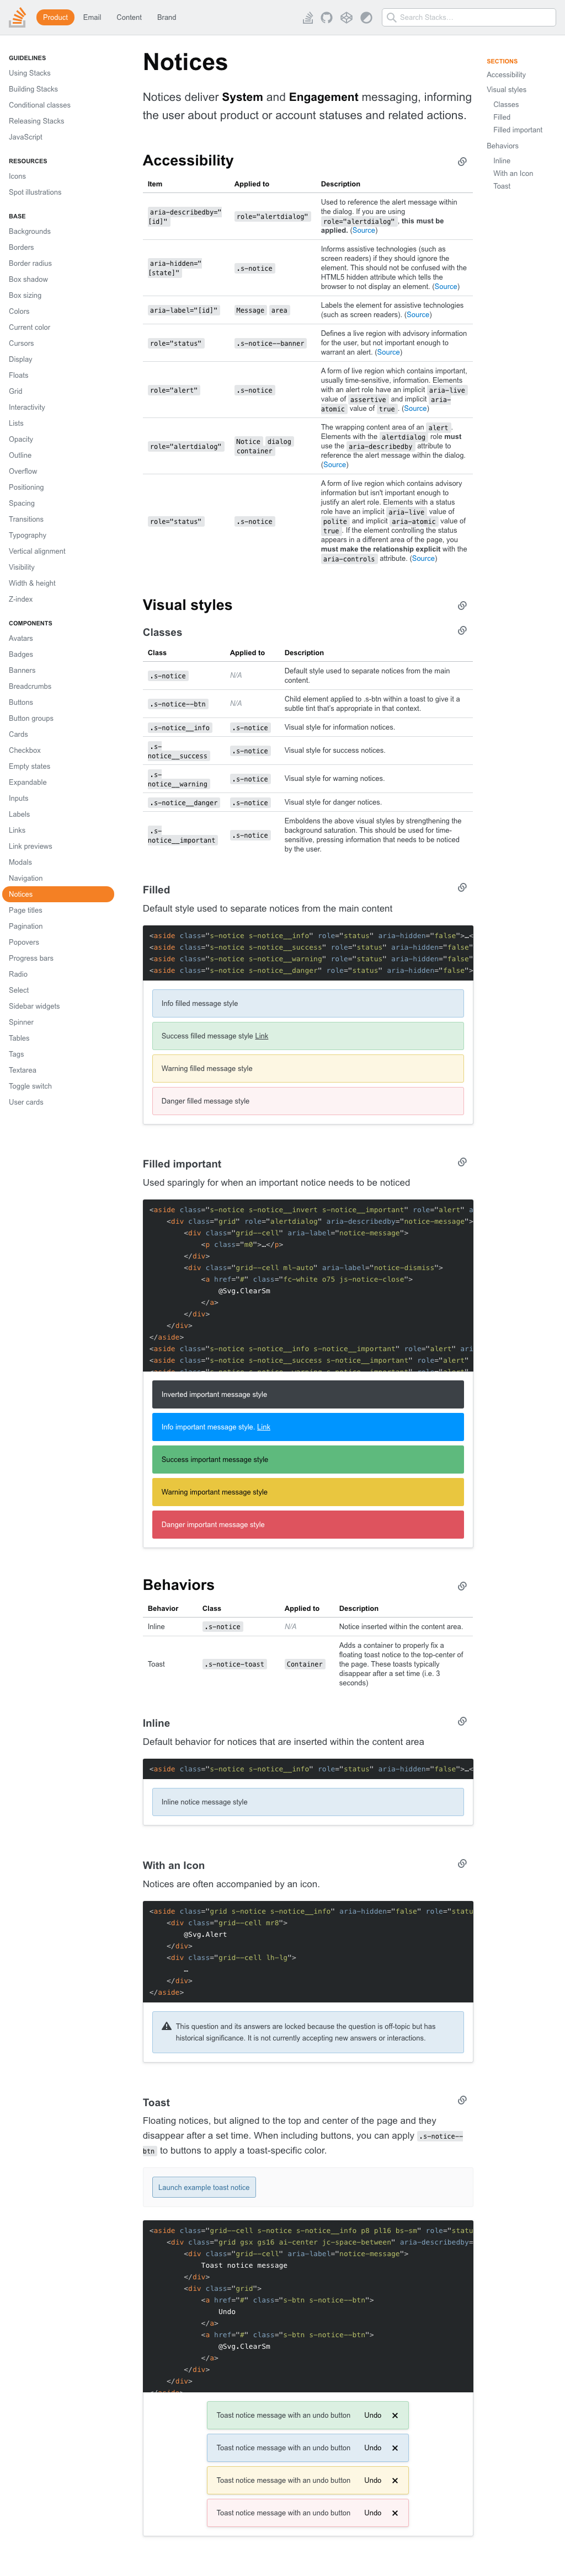 Product Email Content Brand Search Stacks…
GUIDELINES
Using Stacks
Building Stacks
Conditional classes
Releasing Stacks
JavaScript
RESOURCES
Icons
Spot illustrations
BASE
Backgrounds
Borders
Border radius
Box shadow
Box sizing
Colors
Current color
Cursors
Display
Floats
Grid
Interactivity
Lists
Opacity
Outline
Overflow
Positioning
Spacing
Transitions
Typography
Vertical alignment
Visibility
Width & height
Z-index
COMPONENTS
Avatars
Badges
Banners
Breadcrumbs
Buttons
Button groups
Cards
Checkbox
Empty states
Expandable
Inputs
Labels
Links
Link previews
Modals
Navigation
Notices
Page titles
Pagination
Popovers
Progress bars
Radio
Select
Sidebar widgets
Spinner
Tables
Tags
Textarea
Toggle switch
User cards
Notices
Notices deliver System and Engagement messaging, informing
the user about product or account statuses and related actions.
Accessibility
Item Applied to Description
aria-describedby="
[id]"
role="alertdialog"
Used to reference the alert message within
the dialog. If you are using
role="alertdialog", this must be
applied. (Source)
aria-hidden="
[state]"
.s-notice
Informs assistive technologies (such as
screen readers) if they should ignore the
element. This should not be confused with the
HTML5 hidden attribute which tells the
browser to not display an element. (Source)
aria-label="[id]"
Message area
Labels the element for assistive technologies
(such as screen readers). (Source)
role="status"
.s-notice--banner
Defines a live region with advisory information
for the user, but not important enough to
warrant an alert. (Source)
role="alert"
.s-notice
A form of live region which contains important,
usually time-sensitive, information. Elements
with an alert role have an implicit aria-live
value of assertive and implicit aria-
atomic value of true. (Source)
role="alertdialog"
Notice dialog
container
The wrapping content area of an alert.
Elements with the alertdialog role must
use the aria-describedby attribute to
reference the alert message within the dialog.
(Source)
role="status"
.s-notice
A form of live region which contains advisory
information but isn't important enough to
justify an alert role. Elements with a status
role have an implicit aria-live value of
polite and implicit aria-atomic value of
true. If the element controlling the status
appears in a different area of the page, you
must make the relationship explicit with the
aria-controls attribute. (Source)
Visual styles
Classes
Class Applied to Description
.s-notice N/A
Default style used to separate notices from the main
content.
.s-notice--btn N/A
Child element applied to .s-btn within a toast to give it a
subtle tint that's appropriate in that context.
.s-notice__info .s-notice Visual style for information notices.
.s-
notice__success
.s-notice Visual style for success notices.
.s-
notice__warning
.s-notice Visual style for warning notices.
.s-notice__danger .s-notice Visual style for danger notices.
.s-
notice__important
.s-notice
Emboldens the above visual styles by strengthening the
background saturation. This should be used for time-
sensitive, pressing information that needs to be noticed
by the user.
Filled
Default style used to separate notices from the main content
<aside class="s-notice s-notice__info" role="status" aria-hidden="false">…<
<aside class="s-notice s-notice__success" role="status" aria-hidden="false"
<aside class="s-notice s-notice__warning" role="status" aria-hidden="false"
<aside class="s-notice s-notice__danger" role="status" aria-hidden="false">
Info filled message style
Success filled message style Link
Warning filled message style
Danger filled message style
Filled important
Used sparingly for when an important notice needs to be noticed
<aside class="s-notice s-notice__invert s-notice__important" role="alert" a
<div class="grid" role="alertdialog" aria-describedby="notice-message">
<div class="grid--cell" aria-label="notice-message">
<p class="m0">…</p>
</div>
<div class="grid--cell ml-auto" aria-label="notice-dismiss">
<a href="#" class="fc-white o75 js-notice-close">
@Svg.ClearSm
</a>
</div>
</div>
</aside>
<aside class="s-notice s-notice__info s-notice__important" role="alert" ari
<aside class="s-notice s-notice__success s-notice__important" role="alert"
Inverted important message style
Info important message style. Link
Success important message style
Warning important message style
Danger important message style
Behaviors
Behavior Class Applied to Description
Inline .s-notice N/A Notice inserted within the content area.
Toast .s-notice-toast Container
Adds a container to properly fix a
floating toast notice to the top-center of
the page. These toasts typically
disappear after a set time (i.e. 3
seconds)
Inline
Default behavior for notices that are inserted within the content area
<aside class="s-notice s-notice__info" role="status" aria-hidden="false">…<
Inline notice message style
With an Icon
Notices are often accompanied by an icon.
<aside class="grid s-notice s-notice__info" aria-hidden="false" role="statu
<div class="grid--cell mr8">
@Svg.Alert
</div>
<div class="grid--cell lh-lg">
…
</div>
</aside>
This question and its answers are locked because the question is off-topic but has
historical significance. It is not currently accepting new answers or interactions.
Toast
Floating notices, but aligned to the top and center of the page and they
disappear after a set time. When including buttons, you can apply .s-notice--
btn to buttons to apply a toast-specific color.
Launch example toast notice
<aside class="grid--cell s-notice s-notice__info p8 pl16 bs-sm" role="statu
<div class="grid gsx gs16 ai-center jc-space-between" aria-describedby=
<div class="grid--cell" aria-label="notice-message">
Toast notice message
</div>
<div class="grid">
<a href="#" class="s-btn s-notice--btn">
Undo
</a>
<a href="#" class="s-btn s-notice--btn">
@Svg.ClearSm
</a>
</div>
</div>
Toast notice message with an undo button Undo
Toast notice message with an undo button Undo
Toast notice message with an undo button Undo
Toast notice message with an undo button Undo
SECTIONS
Accessibility
Visual styles
Classes
Filled
Filled important
Behaviors
Inline
With an Icon
Toast